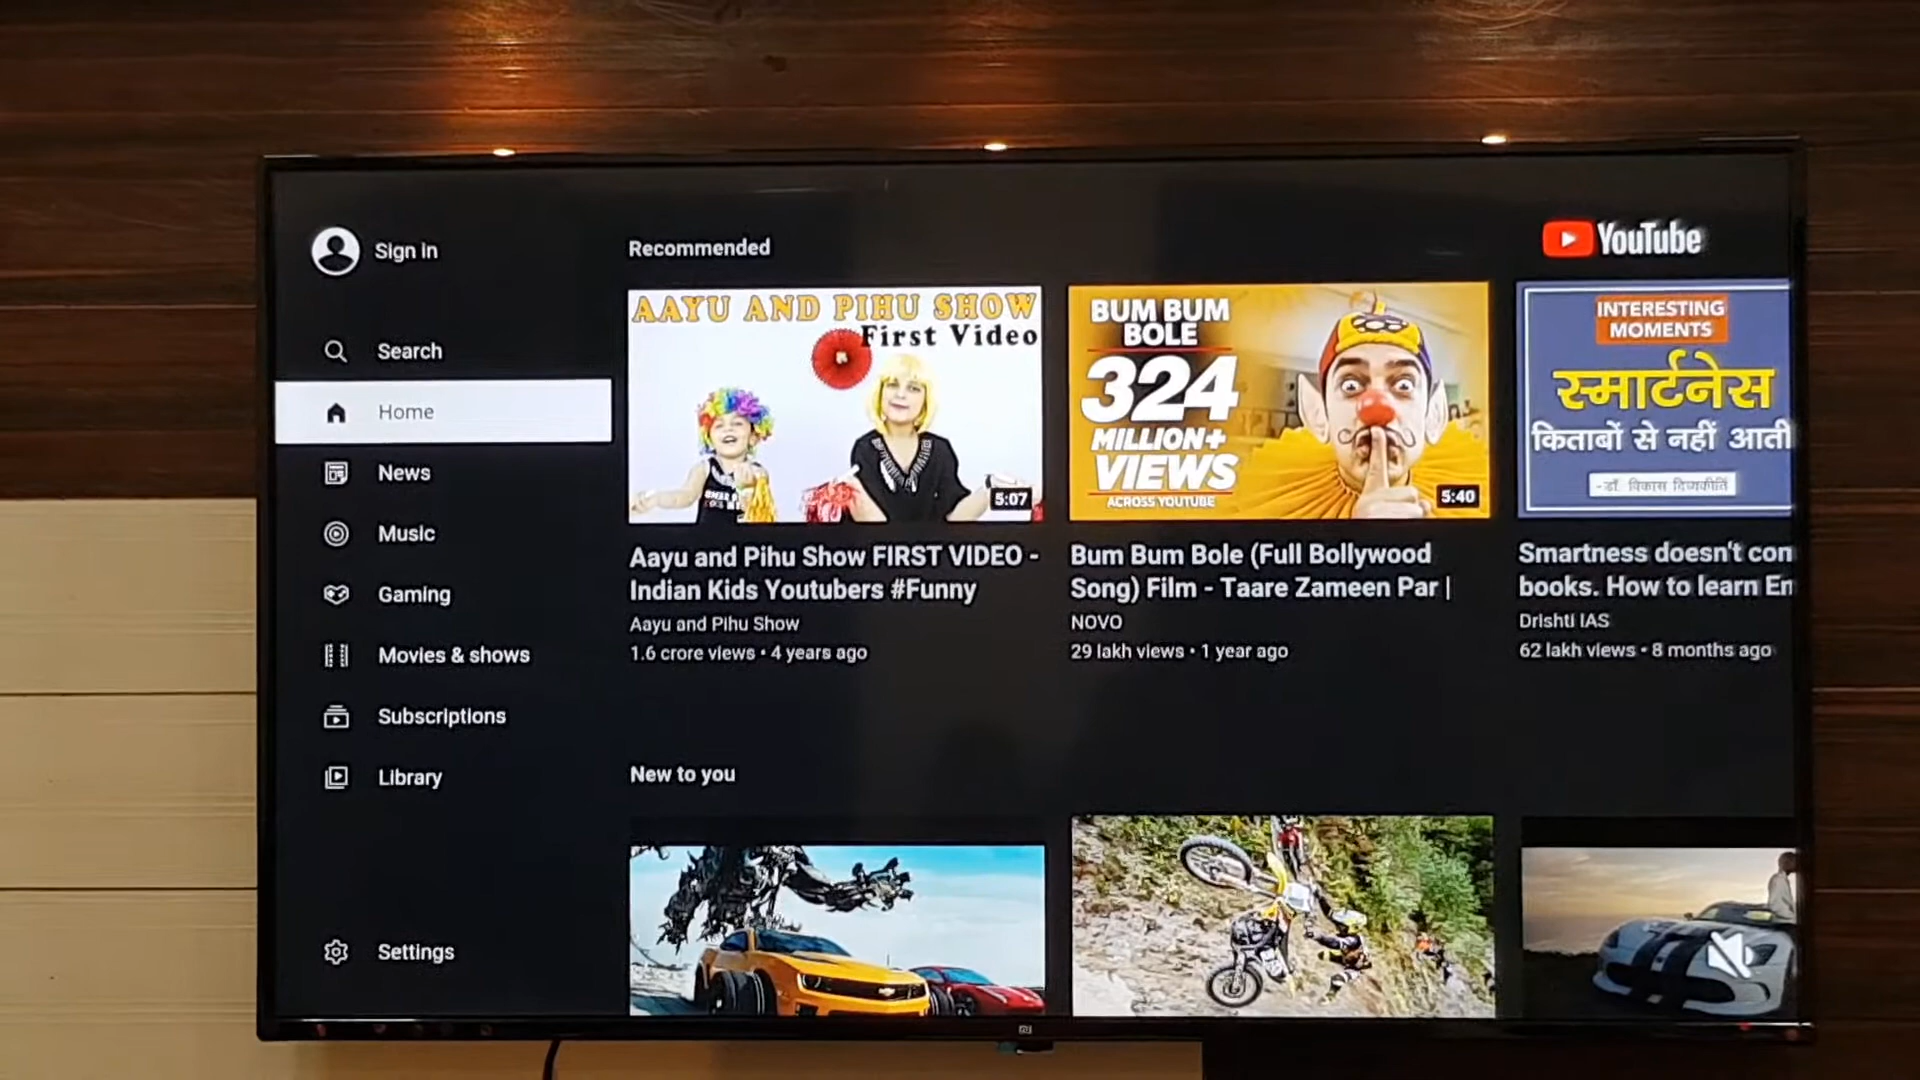 Sign in
Search
Home
News
Music
Gaming
Movies & shows
Subscriptions
Library
Settings
YouTube
Recommended
AAYU AND PIHU SHOW
First Video
5:07
Aayu and Pihu Show FIRST VIDEO -
Indian Kids Youtubers #Funny
Aayu and Pihu Show
1.6 crore views • 4 years ago
BUM BUM
BOLE
324
MILLION+
VIEWS
ACROSS YOUTUBE
5:40
Bum Bum Bole (Full Bollywood
Song) Film - Taare Zameen Par |
NOVO
29 lakh views • 1 year ago
INTERESTING
MOMENTS
स्मार्टनेस
किताबों से नहीं आती
-डॉ. विकास दिव्यकीर्ति
Smartness doesn't con
books. How to learn En
Drishti IAS
62 lakh views • 8 months ago
New to you
mi